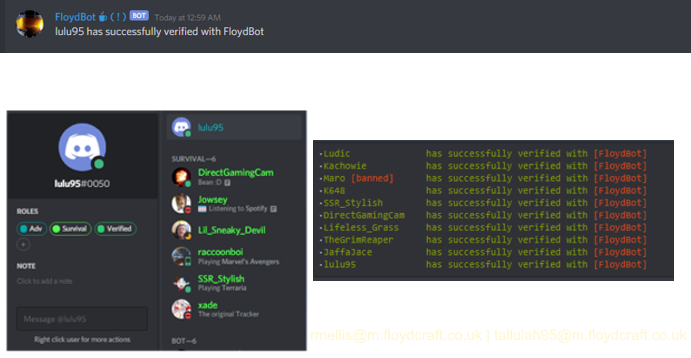 FloydBot ( ! ) BOT Today at 12:59 AM
lulu95 has successfully verified with FloydBot
lulu95#0050
ROLES
Adv Survival Verified
+
NOTE
Click to add a note
Message @lulu95
Right click user for more actions
lulu95
SURVIVAL—6
DirectGamingCam
Bean :D
Jowsey
Listening to Spotify
Lil_Sneaky_Devil
raccoonboi
Playing Marvel's Avengers
SSR_Stylish
Playing Terraria
xade
The original Tracker
BOT—6
-Ludic has successfully verified with [FloydBot]
-Kachowie has successfully verified with [FloydBot]
-Maro [banned] has successfully verified with [FloydBot]
-K648 has successfully verified with [FloydBot]
-SSR_Stylish has successfully verified with [FloydBot]
-DirectGamingCam has successfully verified with [FloydBot]
-Lifeless_Grass has successfully verified with [FloydBot]
-TheGrimReaper has successfully verified with [FloydBot]
-JaffaJace has successfully verified with [FloydBot]
-lulu95 has successfully verified with [FloydBot]
rmellis@m.floydcraft.co.uk | tallulah95@m.floydcraft.co.uk